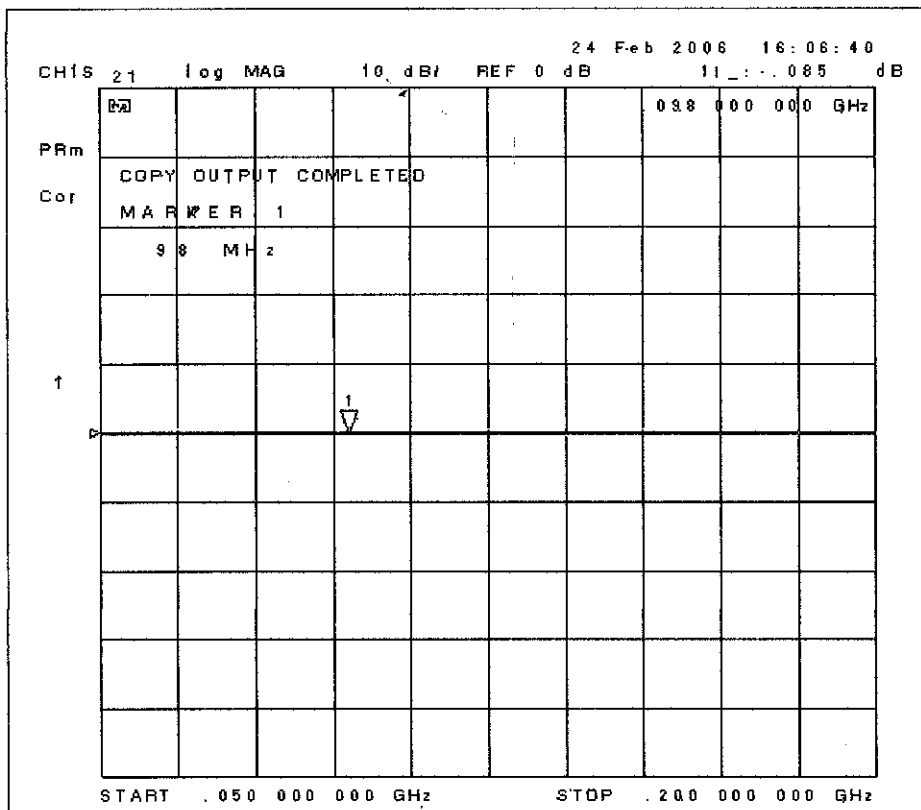 24 Feb 2006 16:06:40
CH1S 21 log MAG 10 dB/ REF 0 dB 1|_:-.085 dB
.098 000 000 GHz
PRm
COPY OUTPUT COMPLETED
Cor
MARKER 1
98 MHz
↑
1
START .050 000 000 GHz STOP .200 000 000 GHz